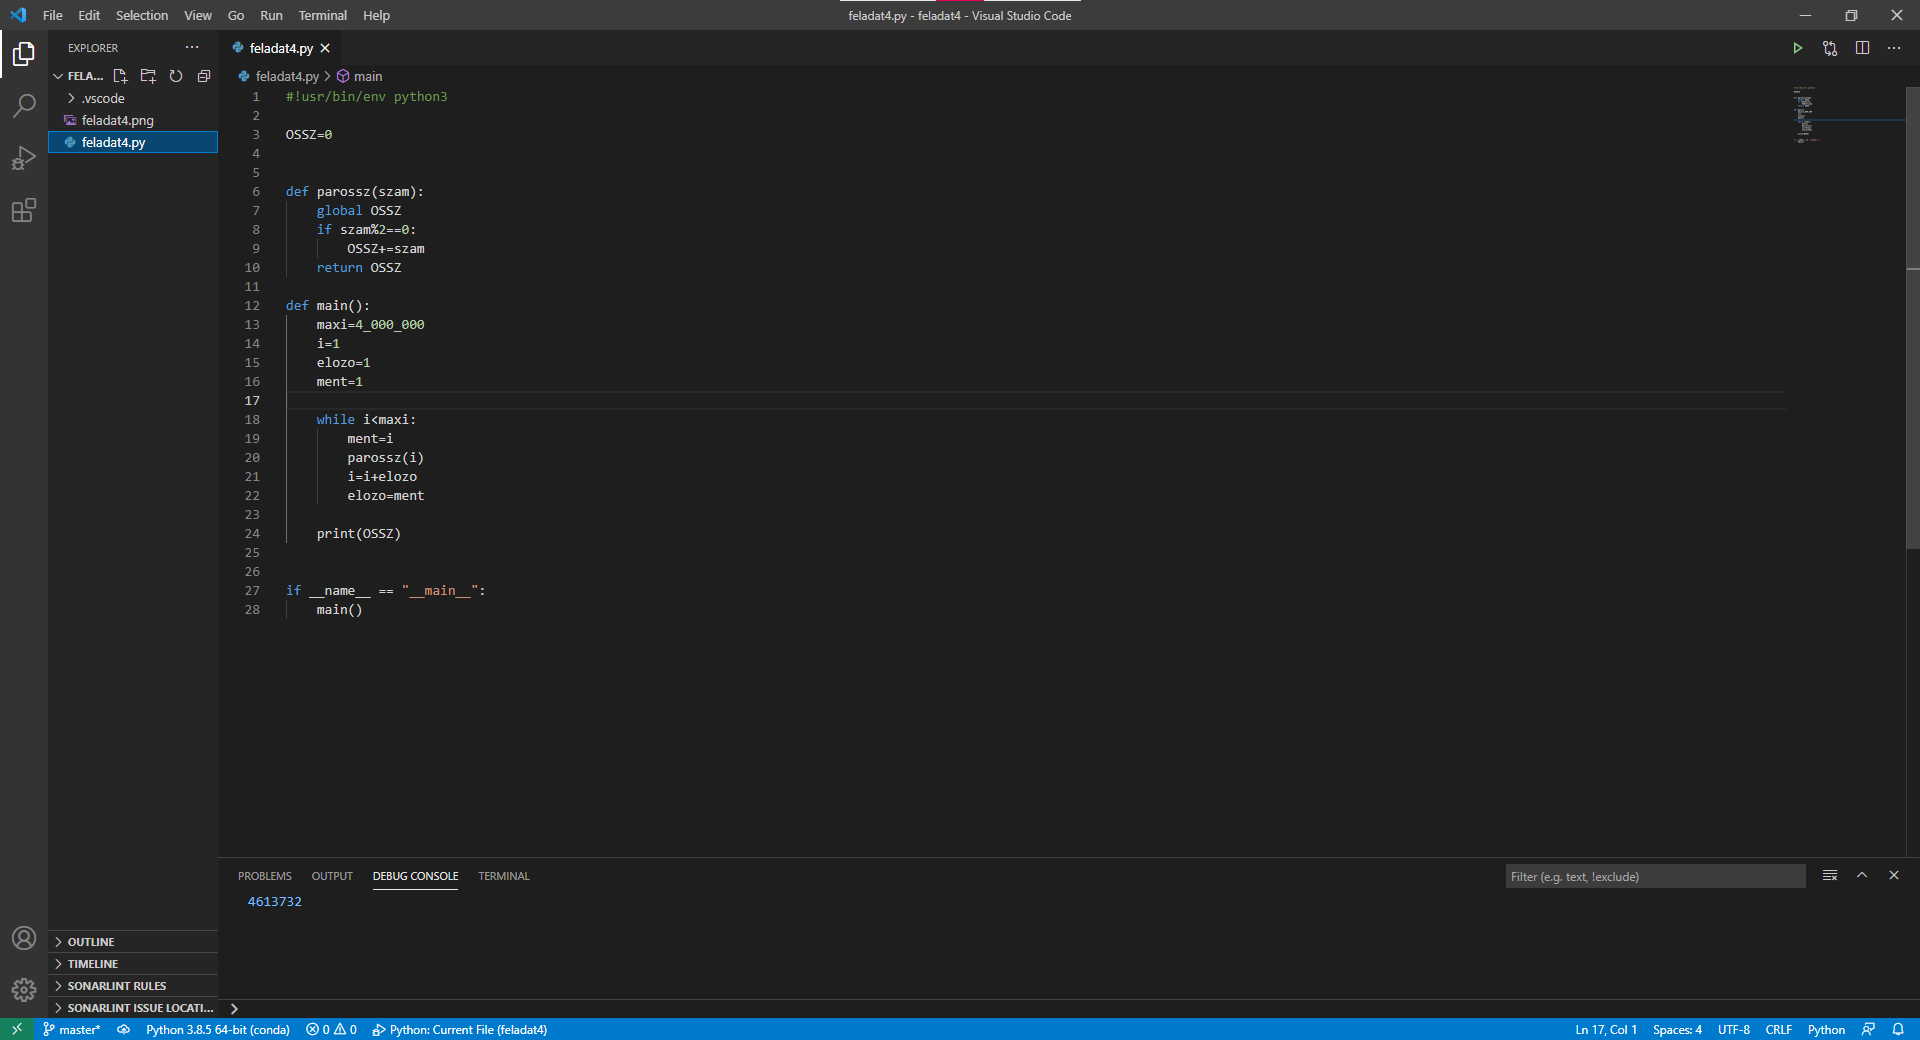 File Edit Selection View Go Run Terminal Help feladat4.py - feladat4 - Visual Studio Code
EXPLORER
FELA...
.vscode
feladat4.png
feladat4.py
feladat4.py
feladat4.py > main
1 #!usr/bin/env python3
2
3 OSSZ=0
4
5
6 def parossz(szam):
7     global OSSZ
8     if szam%2==0:
9         OSSZ+=szam
10     return OSSZ
11
12 def main():
13     maxi=4_000_000
14     i=1
15     elozo=1
16     ment=1
17
18     while i<maxi:
19         ment=i
20         parossz(i)
21         i=i+elozo
22         elozo=ment
23
24     print(OSSZ)
25
26
27 if __name__ == "__main__":
28     main()
PROBLEMS OUTPUT DEBUG CONSOLE TERMINAL Filter (e.g. text, !exclude)
4613732
OUTLINE
TIMELINE
SONARLINT RULES
SONARLINT ISSUE LOCATI...
master* Python 3.8.5 64-bit (conda) 0 0 Python: Current File (feladat4) Ln 17, Col 1 Spaces: 4 UTF-8 CRLF Python